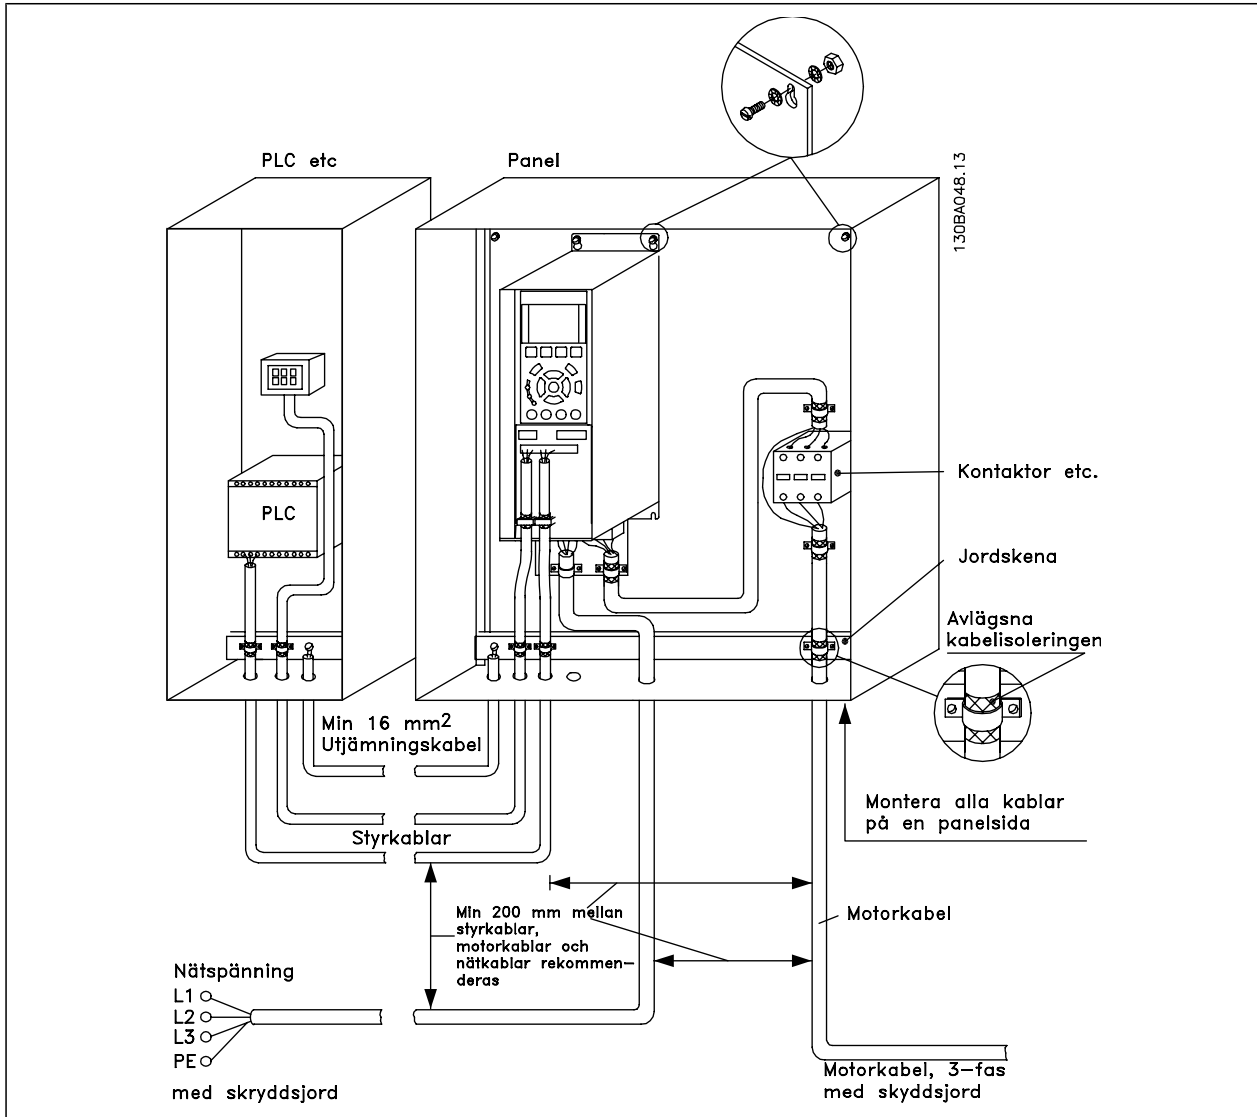 PLC etc
Panel
130BA048.13
PLC
Kontaktor etc.
Jordskena
Avlägsna
kabelisoleringen
Min 16 mm2
Utjämningskabel
Montera alla kablar
på en panelsida
Styrkablar
Min 200 mm mellan
styrkablar,
motorkablar och
nätkablar rekommen-
deras
Motorkabel
Nätspänning
L1
L2
L3
PE
med skryddsjord
Motorkabel, 3-fas
med skyddsjord